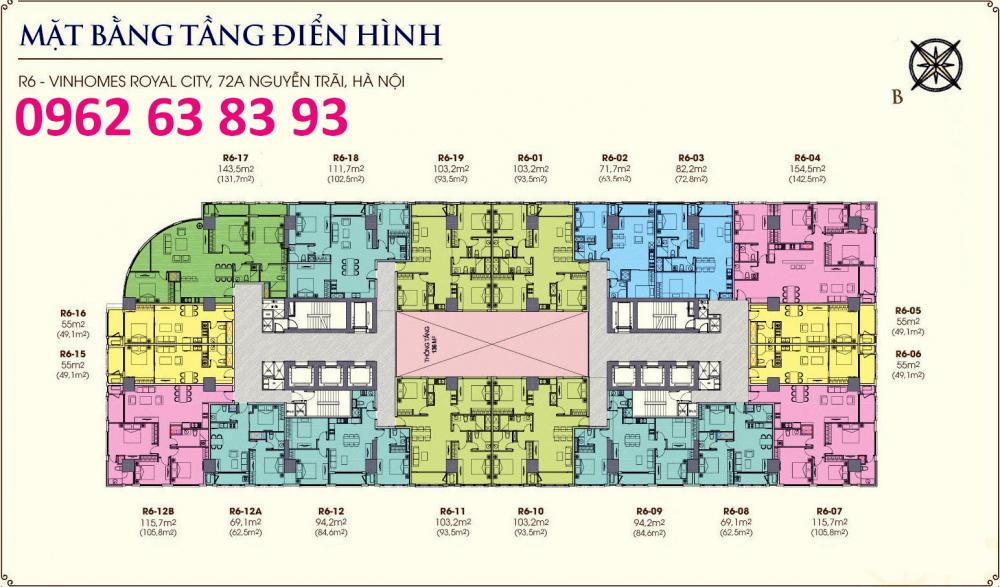 MẶT BẰNG TẦNG ĐIỂN HÌNH
R6 - VINHOMES ROYAL CITY, 72A NGUYỄN TRÃI, HÀ NỘI
0962 63 83 93
B
R6-17
143,5m2
(131,7m2)
R6-18
111,7m2
(102,5m2)
R6-19
103,2m2
(93,5m2)
R6-01
103,2m2
(93,5m2)
R6-02
71,7m2
(63,5m2)
R6-03
82,2m2
(72,8m2)
R6-04
154,5m2
(142,5m2)
R6-16
55m2
(49,1m2)
R6-15
55m2
(49,1m2)
THÔNG TẦNG
136 M²
R6-05
55m2
(49,1m2)
R6-06
55m2
(49,1m2)
R6-12B
115,7m2
(105,8m2)
R6-12A
69,1m2
(62,5m2)
R6-12
94,2m2
(84,6m2)
R6-11
103,2m2
(93,5m2)
R6-10
103,2m2
(93,5m2)
R6-09
94,2m2
(84,6m2)
R6-08
69,1m2
(62,5m2)
R6-07
115,7m2
(105,8m2)